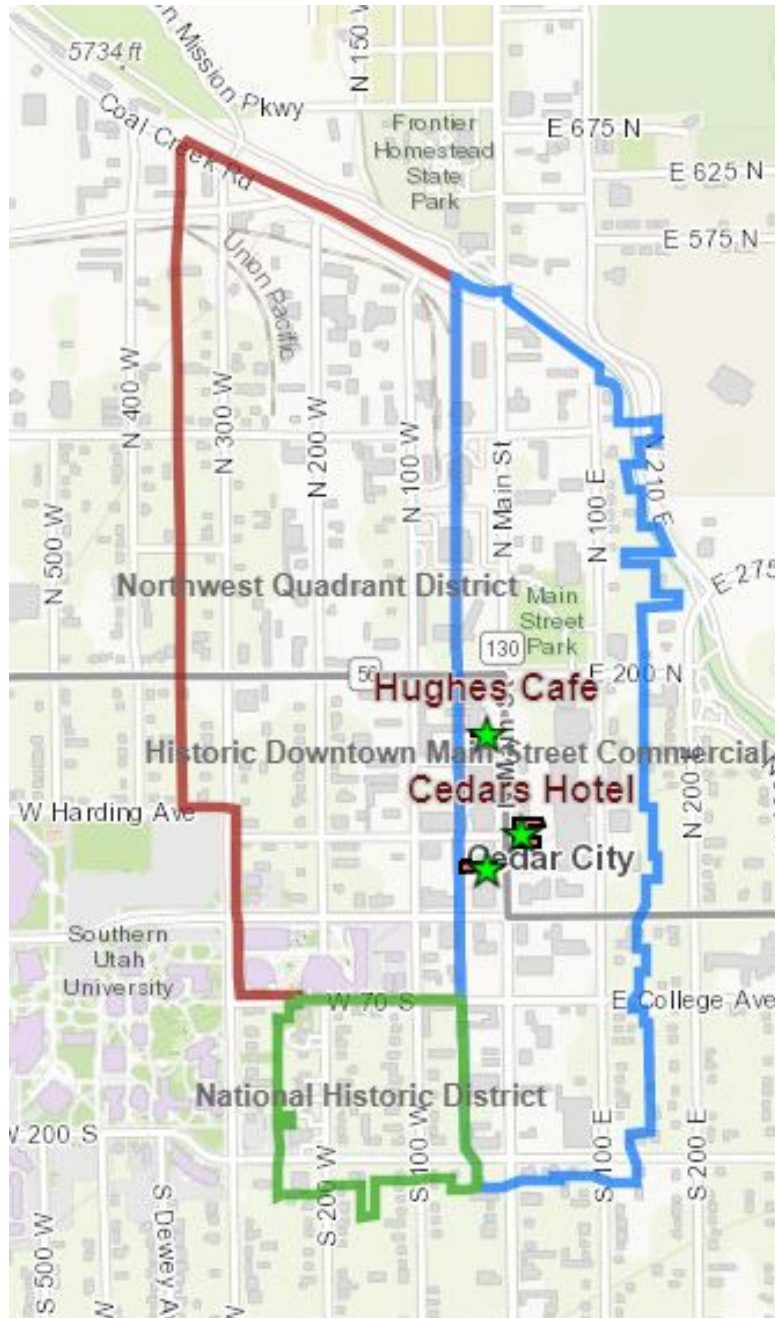 5734 ft
n Mission Pkwy
N 150 W
Coal Creek Rd
Frontier
Homestead
State
Park
E 675 N
E 625 N
E 575 N
Union Pacific
N 400 W
N 300 W
N 200 W
N 100 W
N Main St
N 210 E
N 500 W
N 100 E
E 275
Northwest Quadrant District
Main
Street
Park
130
56
E 200 N
Hughes Cafe
Historic Downtown Main Street Commercial
Cedars Hotel
W Harding Ave
N 200 E
Cedar City
Southern
Utah
University
W 70 S
E College Ave
National Historic District
W 200 S
S 100 W
S 200 W
S 100 E
S 200 E
S Dewey A
S 500 W